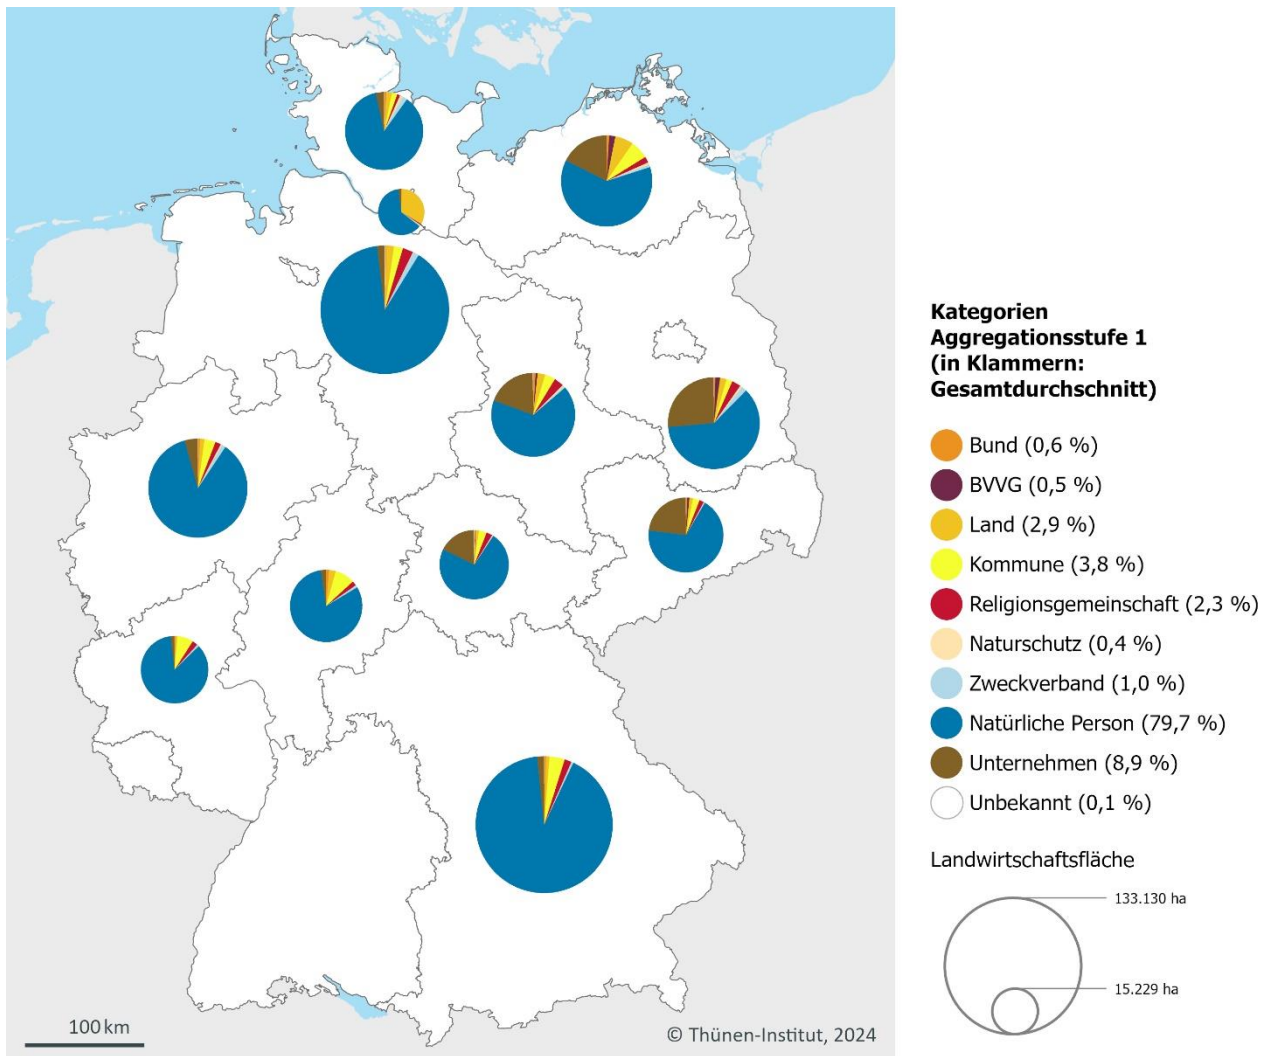 Kategorien
Aggregationsstufe 1
(in Klammern:
Gesamtdurchschnitt)
Bund (0,6 %)
BVVG (0,5 %)
Land (2,9 %)
Kommune (3,8 %)
Religionsgemeinschaft (2,3 %)
Naturschutz (0,4 %)
Zweckverband (1,0 %)
Natürliche Person (79,7 %)
Unternehmen (8,9 %)
Unbekannt (0,1 %)
Landwirtschaftsfläche
133.130 ha
15.229 ha
100 km
© Thünen-Institut, 2024